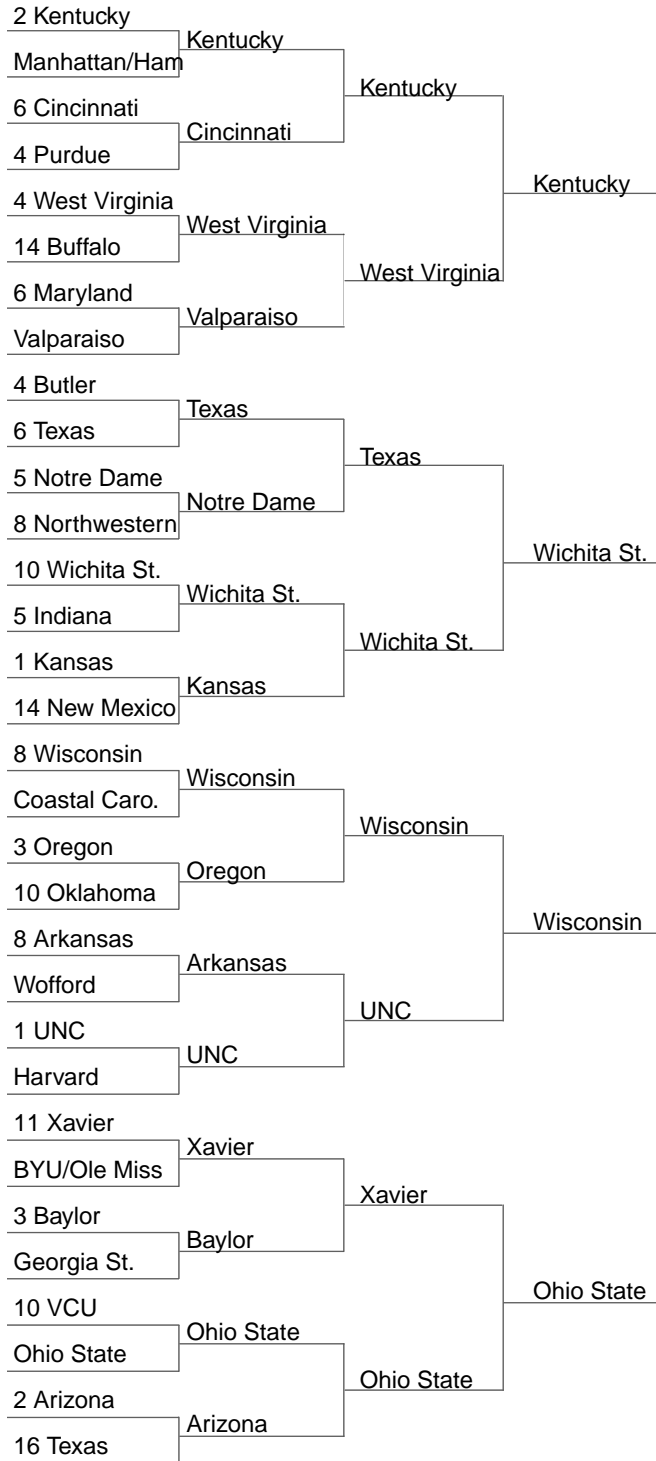 2 Kentucky
Kentucky
Manhattan/Ham
Kentucky
6 Cincinnati
Cincinnati
4 Purdue
Kentucky
4 West Virginia
West Virginia
14 Buffalo
West Virginia
6 Maryland
Valparaiso
Valparaiso
4 Butler
Texas
6 Texas
Texas
5 Notre Dame
Notre Dame
8 Northwestern
Wichita St.
10 Wichita St.
Wichita St.
5 Indiana
Wichita St.
1 Kansas
Kansas
14 New Mexico
8 Wisconsin
Wisconsin
Coastal Caro.
Wisconsin
3 Oregon
Oregon
10 Oklahoma
Wisconsin
8 Arkansas
Arkansas
Wofford
UNC
1 UNC
UNC
Harvard
11 Xavier
Xavier
BYU/Ole Miss
Xavier
3 Baylor
Baylor
Georgia St.
Ohio State
10 VCU
Ohio State
Ohio State
Ohio State
2 Arizona
Arizona
16 Texas